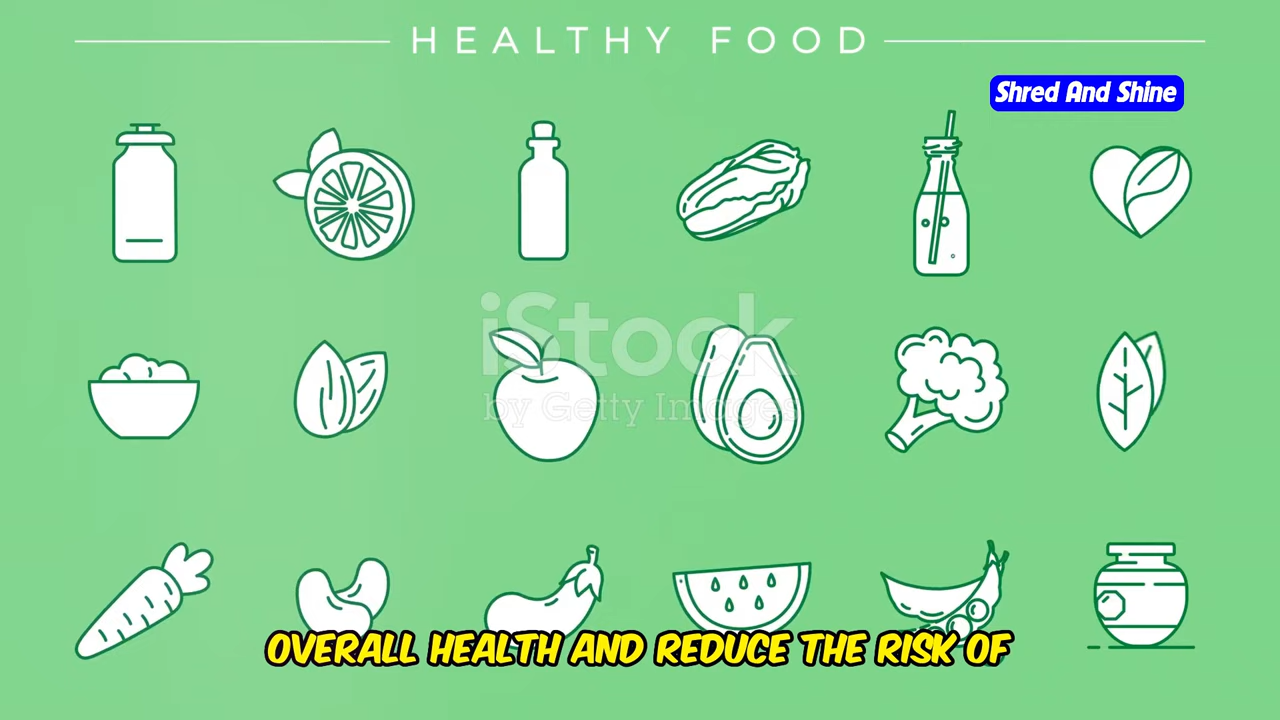 HEALTHY FOOD
Shred And Shine
iStock
by Getty Images
OVERALL HEALTH AND REDUCE THE RISK OF